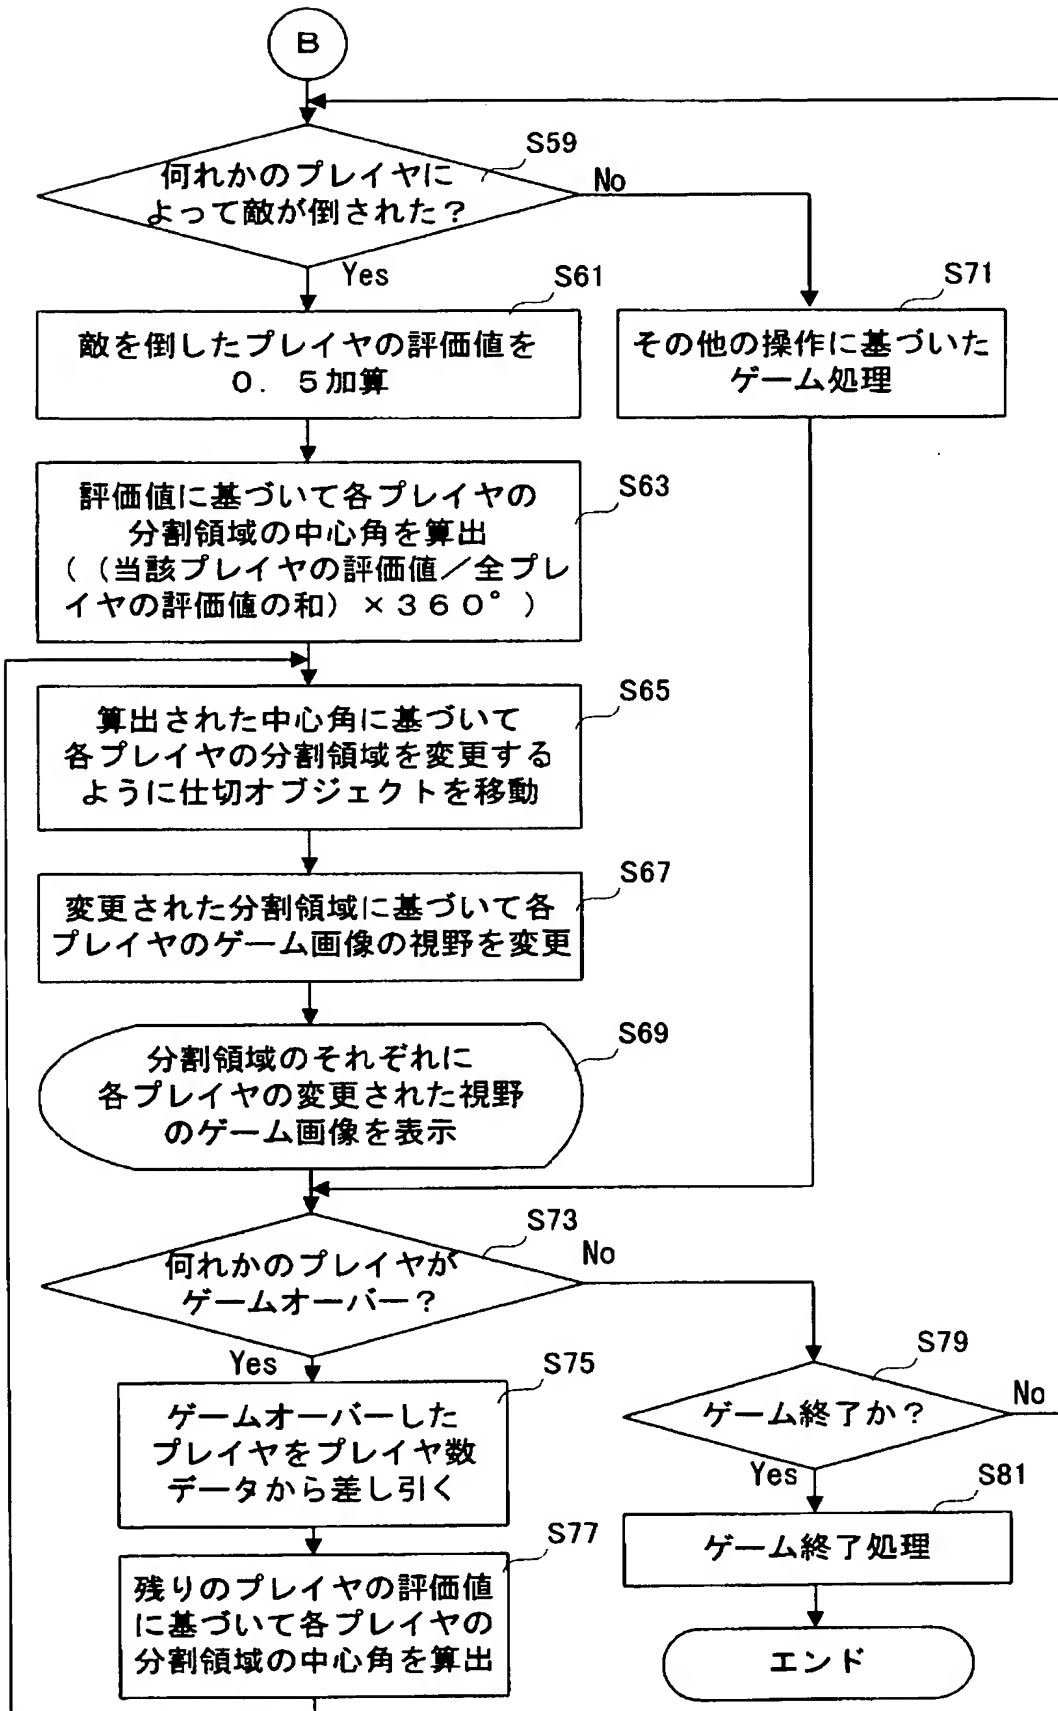 B
S59
何れかのプレイヤに
よって敵が倒された？
No
Yes
S61
敵を倒したプレイヤの評価値を
０．５加算
S71
その他の操作に基づいた
ゲーム処理
S63
評価値に基づいて各プレイヤの
分割領域の中心角を算出
（（当該プレイヤの評価値／全プレ
イヤの評価値の和）×３６０°）
S65
算出された中心角に基づいて
各プレイヤの分割領域を変更する
ように仕切オブジェクトを移動
S67
変更された分割領域に基づいて各
プレイヤのゲーム画像の視野を変更
S69
分割領域のそれぞれに
各プレイヤの変更された視野
のゲーム画像を表示
S73
何れかのプレイヤが
ゲームオーバー？
No
Yes
S75
ゲームオーバーした
プレイヤをプレイヤ数
データから差し引く
S79
ゲーム終了か？
No
Yes
S81
ゲーム終了処理
S77
残りのプレイヤの評価値
に基づいて各プレイヤの
分割領域の中心角を算出
エンド